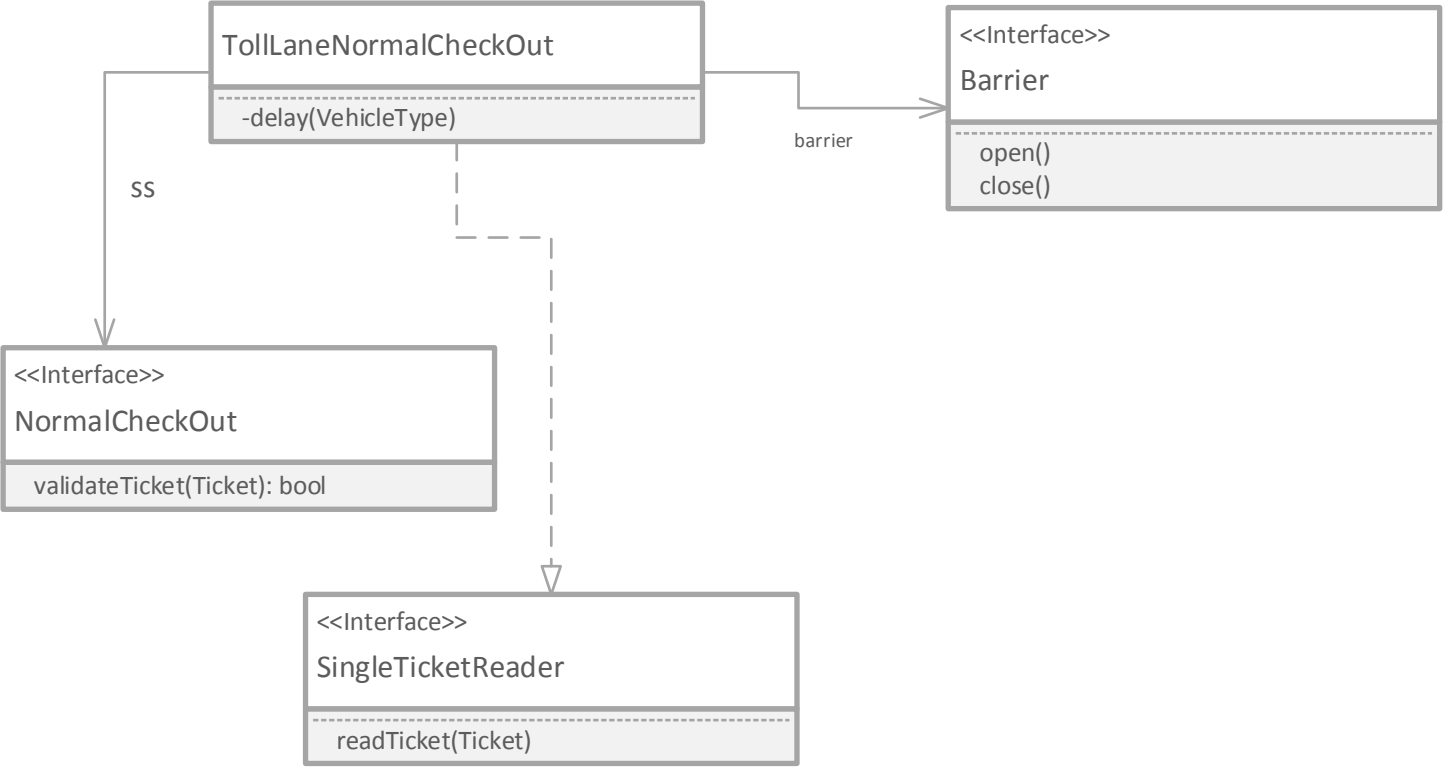 TollLaneNormalCheckOut
-delay(VehicleType)
<<Interface>>
Barrier
open()
close()
barrier
SS
<<Interface>>
NormalCheckOut
validateTicket(Ticket): bool
<<Interface>>
SingleTicketReader
readTicket(Ticket)